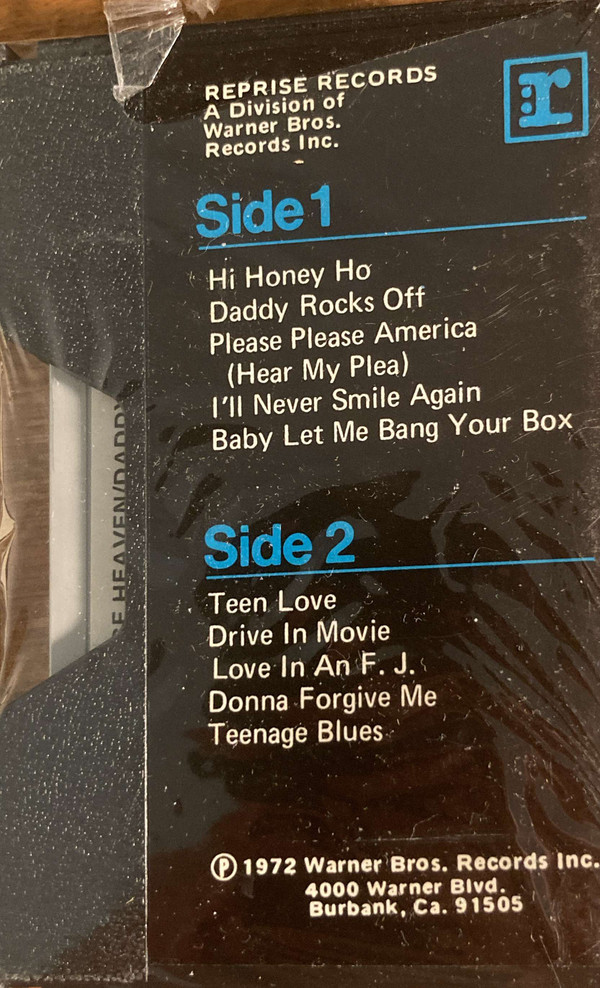 REPRISE RECORDS
A Division of
Warner Bros.
Records Inc.
r
Side 1
Hi Honey Ho
Daddy Rocks Off
Please Please America
(Hear My Plea)
I'll Never Smile Again
Baby Let Me Bang Your Box
Side 2
Teen Love
Drive In Movie
Love In An F. J.
Donna Forgive Me
Teenage Blues
Ⓟ 1972 Warner Bros. Records Inc.
4000 Warner Blvd.
Burbank, Ca. 91505
HEAVEN/DADDY